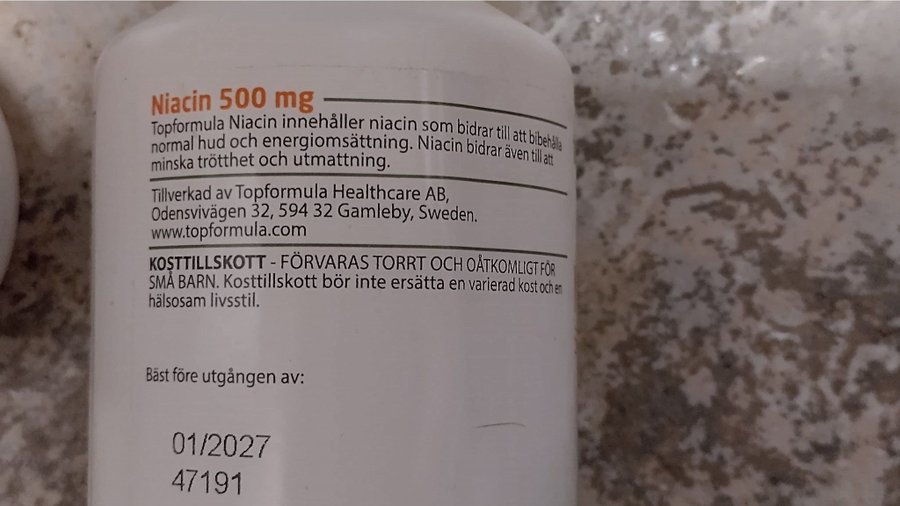 Niacin 500 mg
Topformula Niacin innehåller niacin som bidrar till att bibehålla
normal hud och energiomsättning. Niacin bidrar även till att
minska trötthet och utmattning.
Tillverkad av Topformula Healthcare AB,
Odensvivägen 32, 594 32 Gamleby, Sweden.
www.topformula.com
KOSTTILLSKOTT - FÖRVARAS TORRT OCH OÅTKOMLIGT FÖR
SMÅ BARN. Kosttillskott bör inte ersätta en varierad kost och en
hälsosam livsstil.
Bäst före utgången av:
01/2027
47191